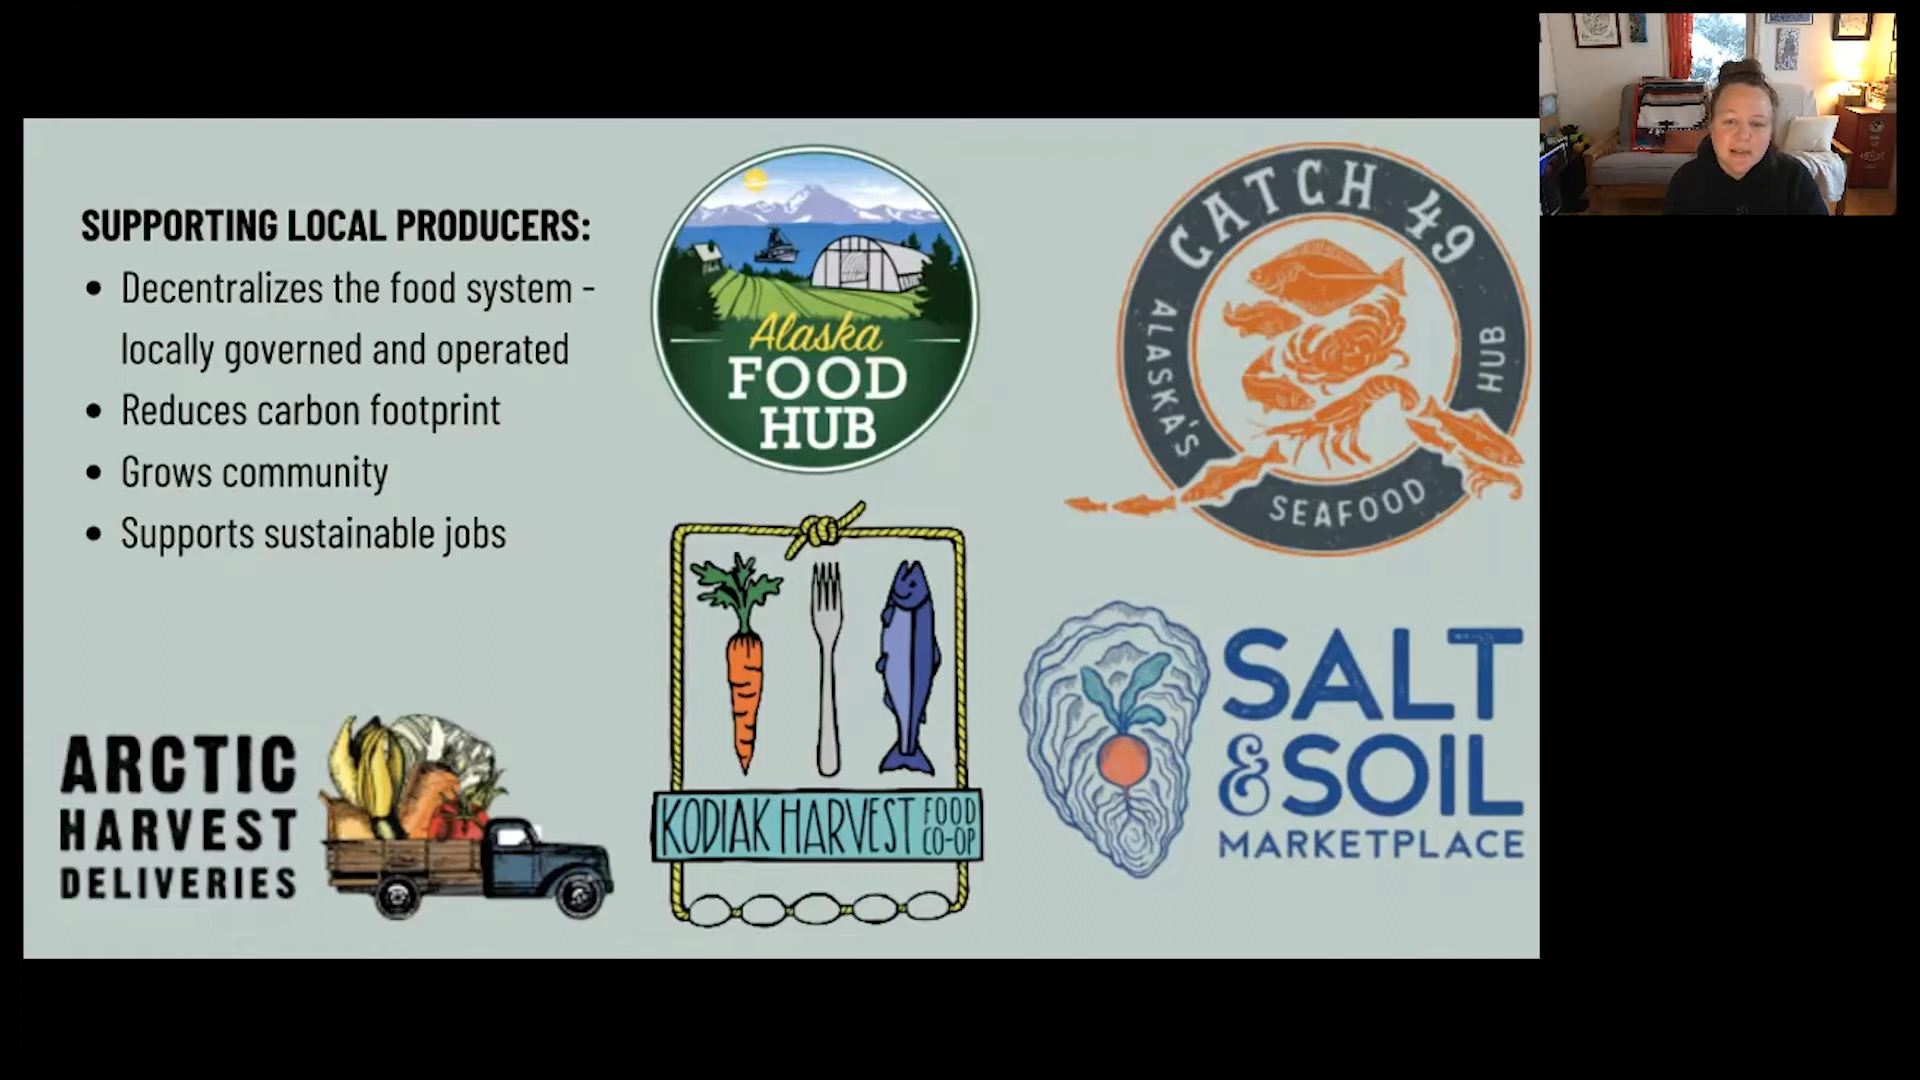 SUPPORTING LOCAL PRODUCERS:
• Decentralizes the food system -
locally governed and operated
• Reduces carbon footprint
• Grows community
• Supports sustainable jobs
Alaska
FOOD
HUB
CATCH 49
ALASKA'S
SEAFOOD
HUB
ARCTIC
HARVEST
DELIVERIES
KODIAK HARVEST FOOD
CO-OP
SALT
& SOIL
MARKETPLACE